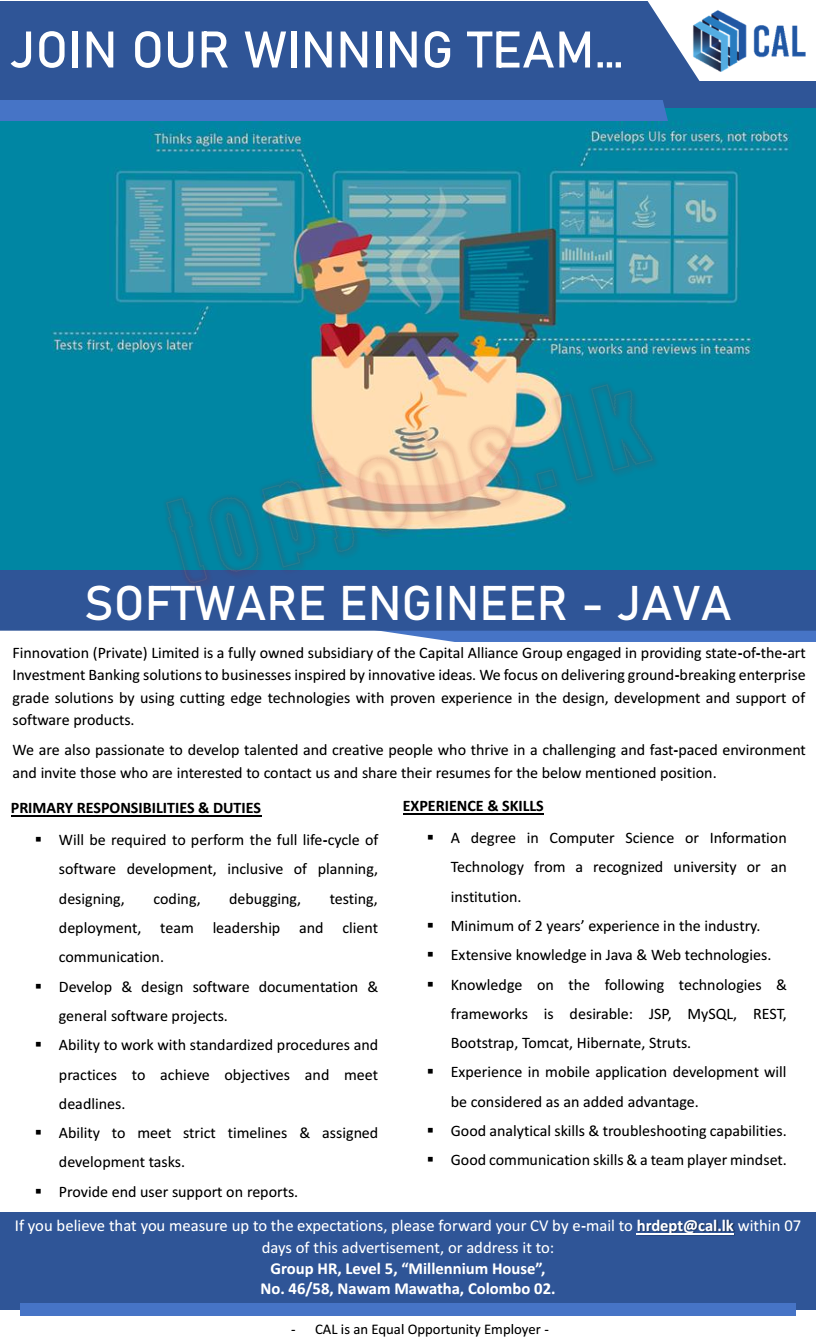 JOIN OUR WINNING TEAM...
CAL
Thinks agile and iterative
Develops UIs for users, not robots
qb
IJ
GWT
Tests first, deploys later
Plans, works and reviews in teams
topjobs.lk
SOFTWARE ENGINEER - JAVA
Finnovation (Private) Limited is a fully owned subsidiary of the Capital Alliance Group engaged in providing state-of-the-art
Investment Banking solutions to businesses inspired by innovative ideas. We focus on delivering ground-breaking enterprise
grade solutions by using cutting edge technologies with proven experience in the design, development and support of
software products.
We are also passionate to develop talented and creative people who thrive in a challenging and fast-paced environment
and invite those who are interested to contact us and share their resumes for the below mentioned position.
PRIMARY RESPONSIBILITIES & DUTIES
▪ Will be required to perform the full life-cycle of
software development, inclusive of planning,
designing, coding, debugging, testing,
deployment, team leadership and client
communication.
▪ Develop & design software documentation &
general software projects.
▪ Ability to work with standardized procedures and
practices to achieve objectives and meet
deadlines.
▪ Ability to meet strict timelines & assigned
development tasks.
▪ Provide end user support on reports.
EXPERIENCE & SKILLS
▪ A degree in Computer Science or Information
Technology from a recognized university or an
institution.
▪ Minimum of 2 years’ experience in the industry.
▪ Extensive knowledge in Java & Web technologies.
▪ Knowledge on the following technologies &
frameworks is desirable: JSP, MySQL, REST,
Bootstrap, Tomcat, Hibernate, Struts.
▪ Experience in mobile application development will
be considered as an added advantage.
▪ Good analytical skills & troubleshooting capabilities.
▪ Good communication skills & a team player mindset.
If you believe that you measure up to the expectations, please forward your CV by e-mail to hrdept@cal.lk within 07
days of this advertisement, or address it to:
Group HR, Level 5, “Millennium House”,
No. 46/58, Nawam Mawatha, Colombo 02.
- CAL is an Equal Opportunity Employer -